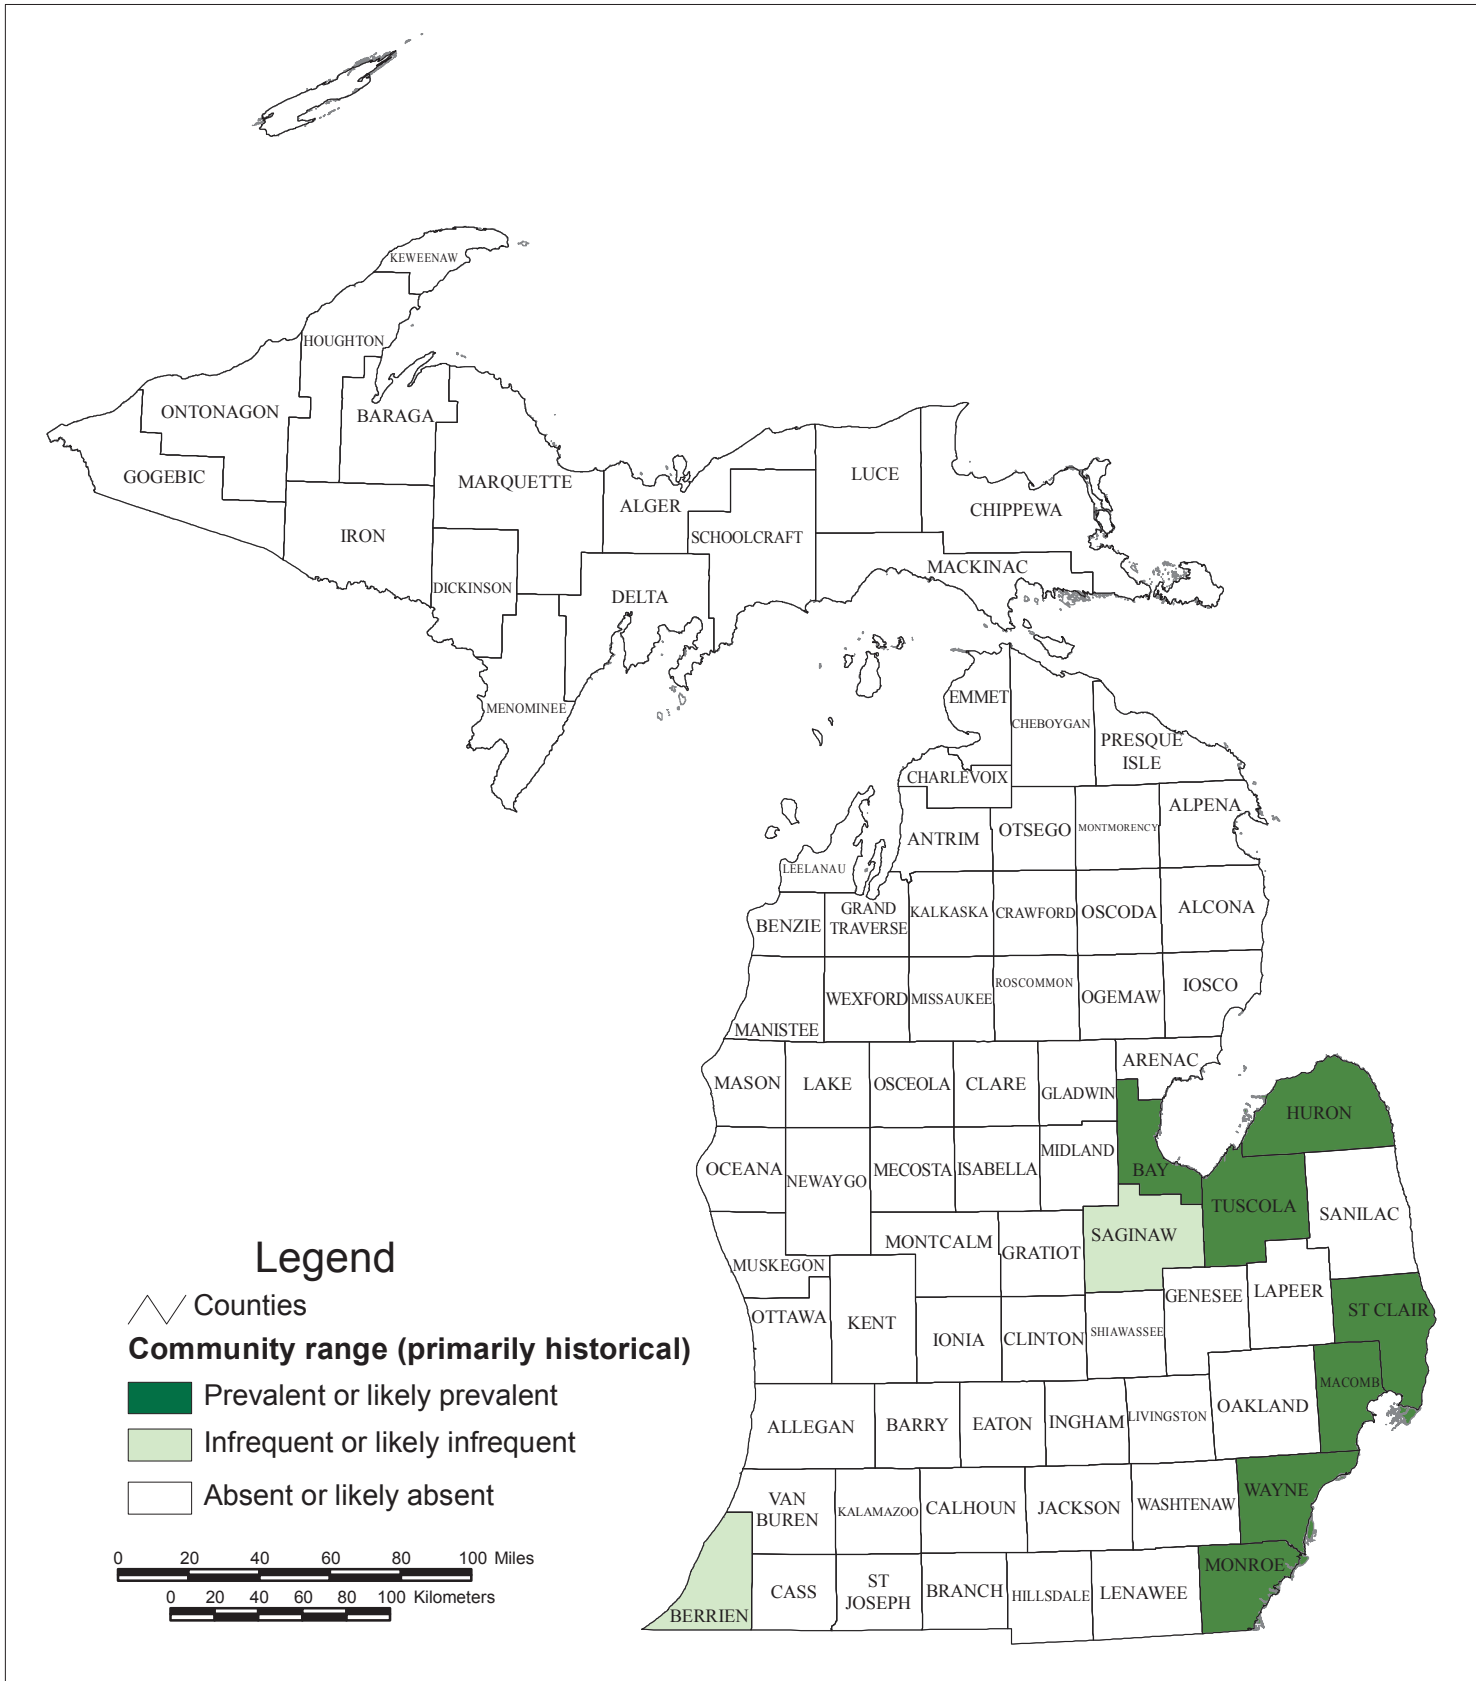 KEWEENAW
HOUGHTON
ONTONAGON
BARAGA
GOGEBIC
MARQUETTE
LUCE
ALGER
CHIPPEWA
IRON
SCHOOLCRAFT
MACKINAC
DICKINSON
DELTA
MENOMINEE
EMMET
CHEBOYGAN
PRESQUE
ISLE
CHARLEVOIX
ALPENA
ANTRIM
OTSEGO
MONTMORENCY
LEELANAU
BENZIE
GRAND
TRAVERSE
KALKASKA
CRAWFORD
OSCODA
ALCONA
MANISTEE
WEXFORD
MISSAUKEE
ROSCOMMON
OGEMAW
IOSCO
ARENAC
MASON
LAKE
OSCEOLA
CLARE
GLADWIN
HURON
OCEANA
NEWAYGO
MECOSTA
ISABELLA
MIDLAND
BAY
TUSCOLA
SANILAC
MUSKEGON
MONTCALM
GRATIOT
SAGINAW
GENESEE
LAPEER
ST CLAIR
OTTAWA
KENT
IONIA
CLINTON
SHIAWASSEE
MACOMB
ALLEGAN
BARRY
EATON
INGHAM
LIVINGSTON
OAKLAND
VAN
BUREN
KALAMAZOO
CALHOUN
JACKSON
WASHTENAW
WAYNE
BERRIEN
CASS
ST
JOSEPH
BRANCH
HILLSDALE
LENAWEE
MONROE
Legend
Counties
Community range (primarily historical)
Prevalent or likely prevalent
Infrequent or likely infrequent
Absent or likely absent
0 20 40 60 80 100 Miles
0 20 40 60 80 100 Kilometers